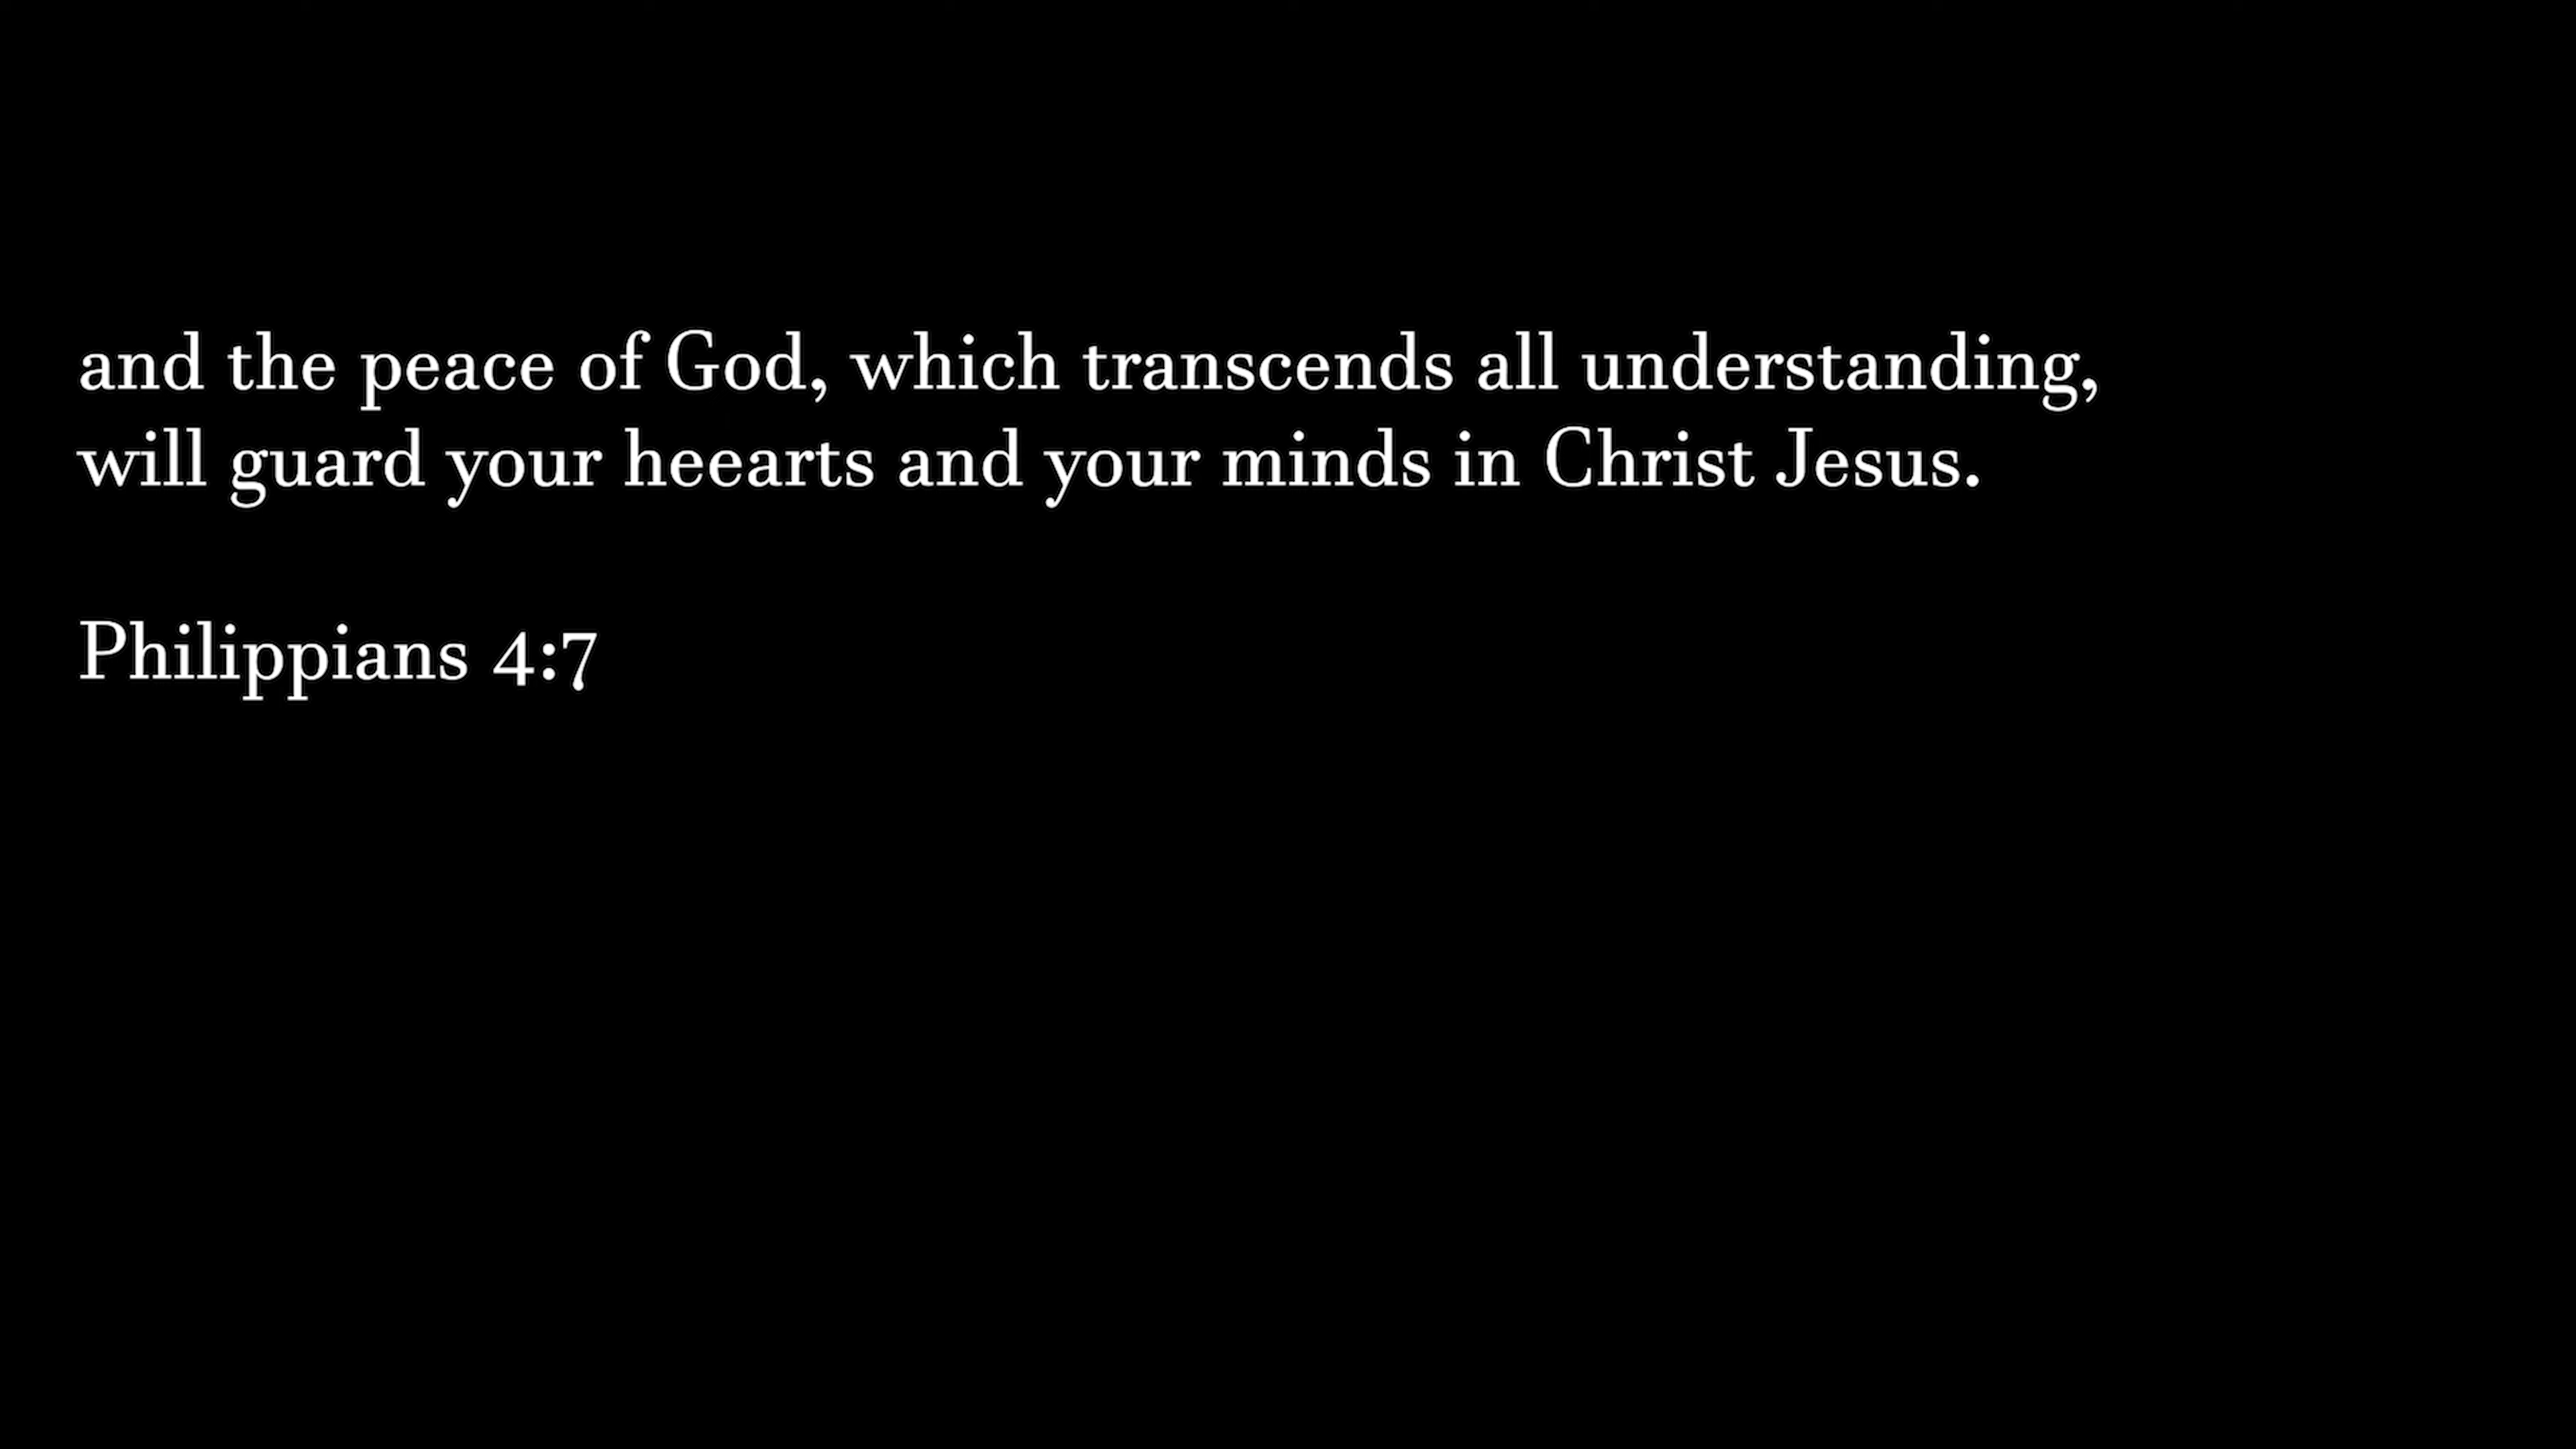 and the peace of God, which transcends all understanding,
will guard your heearts and your minds in Christ Jesus.
Philippians 4:7